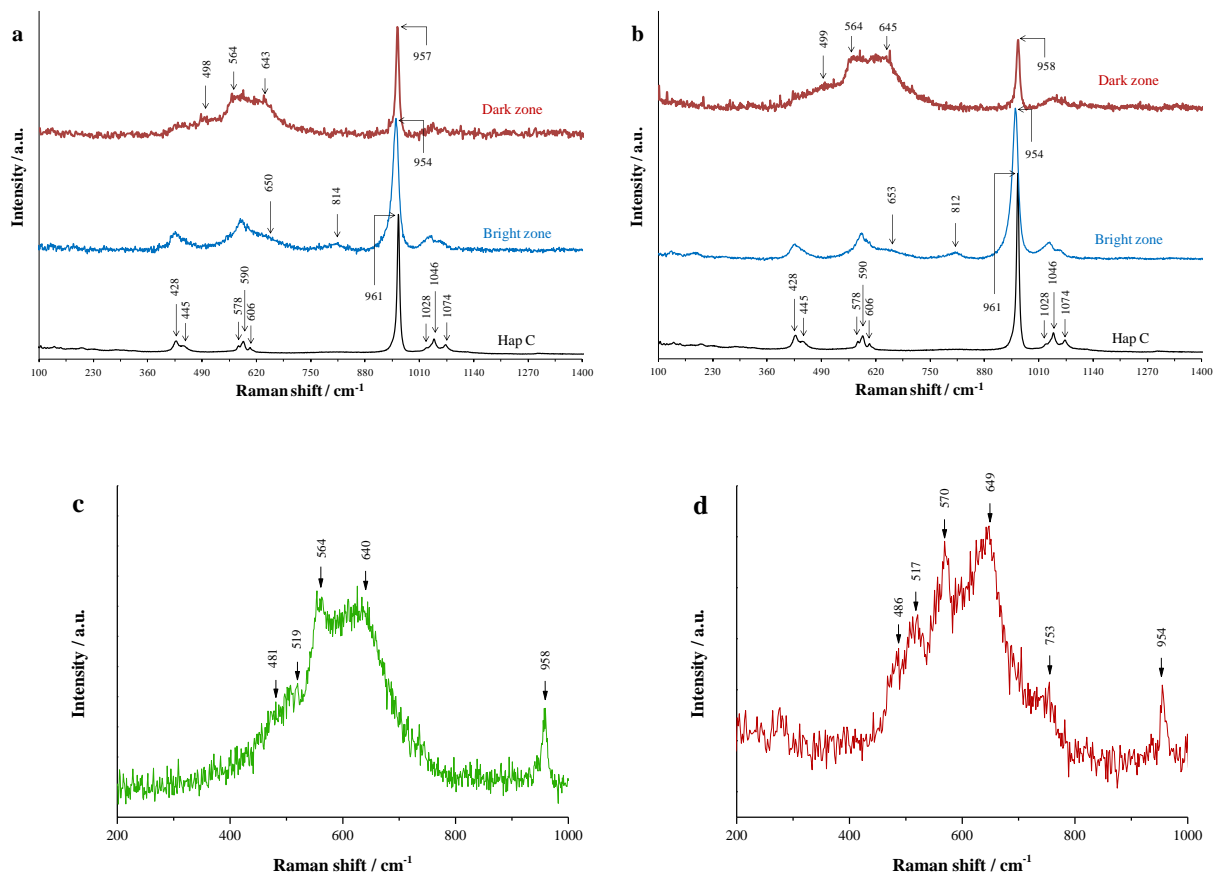 a
Intensity / a.u.
498
564
643
957
Dark zone
954
650
814
Bright zone
961
428
445
578
590
606
1028
1046
1074
Hap C
100 230 360 490 620 750 880 1010 1140 1270 1400
Raman shift / cm-1
b
Intensity / a.u.
499
564
645
958
Dark zone
954
653
812
Bright zone
961
428
445
578
590
606
1028
1046
1074
Hap C
100 230 360 490 620 750 880 1010 1140 1270 1400
Raman shift / cm-1
c
Intensity / a.u.
481
519
564
640
958
200 400 600 800 1000
Raman shift / cm-1
d
Intensity / a.u.
486
517
570
649
753
954
200 400 600 800 1000
Raman shift / cm-1